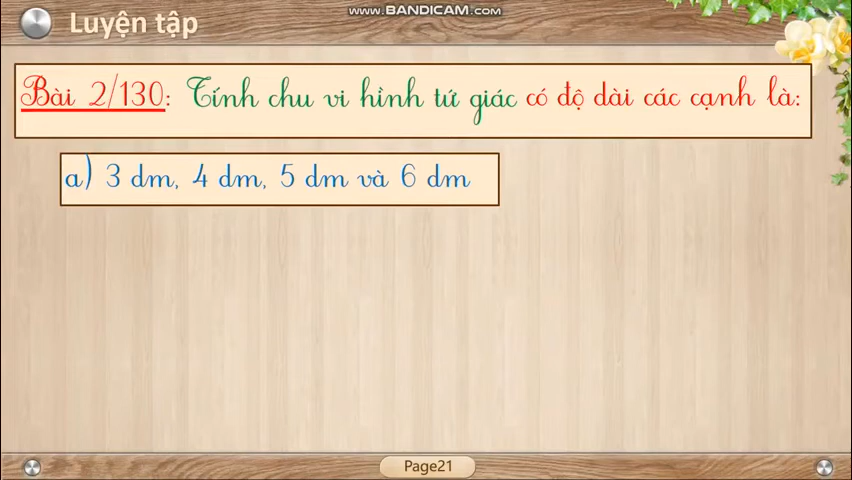 www.BANDICAM.com
Luyện tập
Bài 2/130: Tính chu vi hình tứ giác có độ dài các cạnh là:
a) 3 dm, 4 dm, 5 dm và 6 dm
Page21